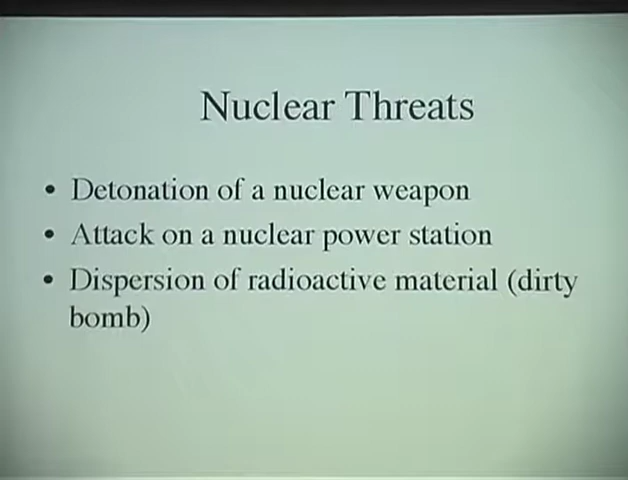 Nuclear Threats
• Detonation of a nuclear weapon
• Attack on a nuclear power station
• Dispersion of radioactive material (dirty
bomb)